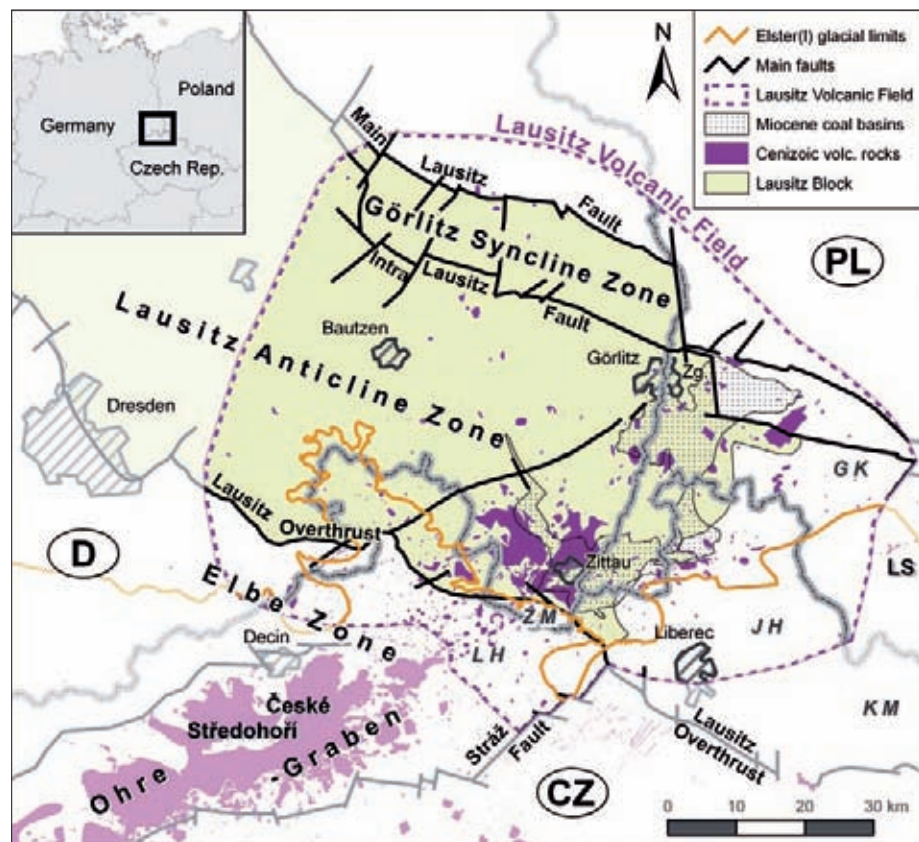 Germany
Poland
Czech Rep.
N
Elster(I) glacial limits
Main faults
Lausitz Volcanic Field
Miocene coal basins
Cenizoic volc. rocks
Lausitz Block
Lausitz Volcanic Field
Main Lausitz Fault
Görlitz Syncline Zone
Intra Lausitz Fault
PL
Lausitz Anticline Zone
Bautzen
Görlitz
Zg.
Dresden
GK
Lausitz
Overthrust
D
LS
Elbe Zone
Zittau
ZM
Decin
LH
Liberec
JH
KM
České
Středohoří
Ohre -Graben
Stráž
Fault
Lausitz
Overthrust
CZ
0 10 20 30 km